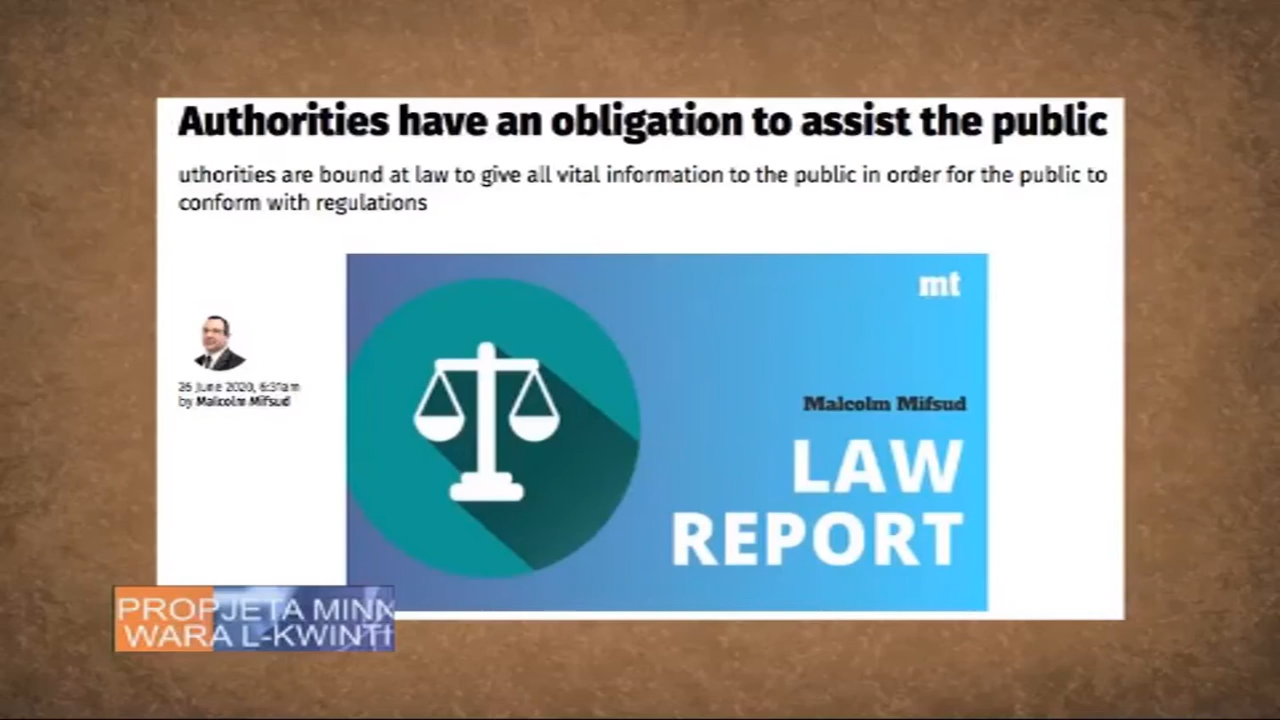 Authorities have an obligation to assist the public
uthorities are bound at law to give all vital information to the public in order for the public to
conform with regulations
mt
26 June 2020, 6:31am
by Malcolm Mifsud
Malcolm Mifsud
LAW
REPORT
PROPJETA MINN
WARA L-KWINTI